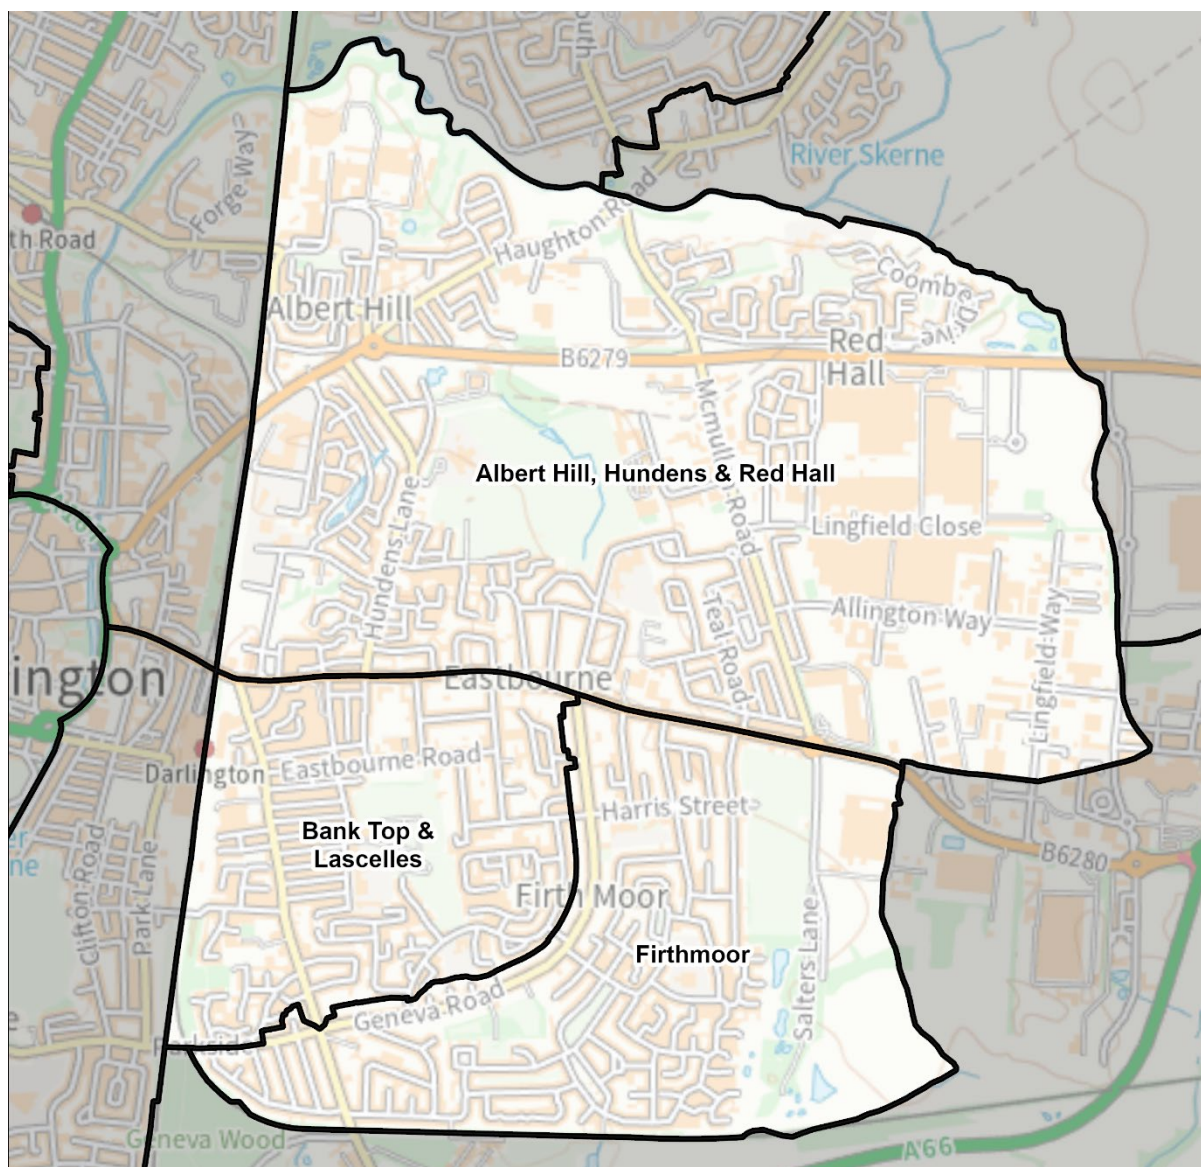 outh
River Skerne
Forge Way
th Road
Haughton Road
Coombe Drive
Albert Hill
Red
Hall
B6279
Albert Hill, Hundens & Red Hall
Mcmullen Road
Lingfield Close
Hundens Lane
Teal Road
Allington Way
Lingfield Way
ington
Eastbourne
Darlington
Eastbourne Road
Harris Street
Bank Top &
Lascelles
Clifton Road
Park Lane
B6280
Firth Moor
Firthmoor
Salters Lane
Geneva Road
Parkside
Geneva Wood
A66